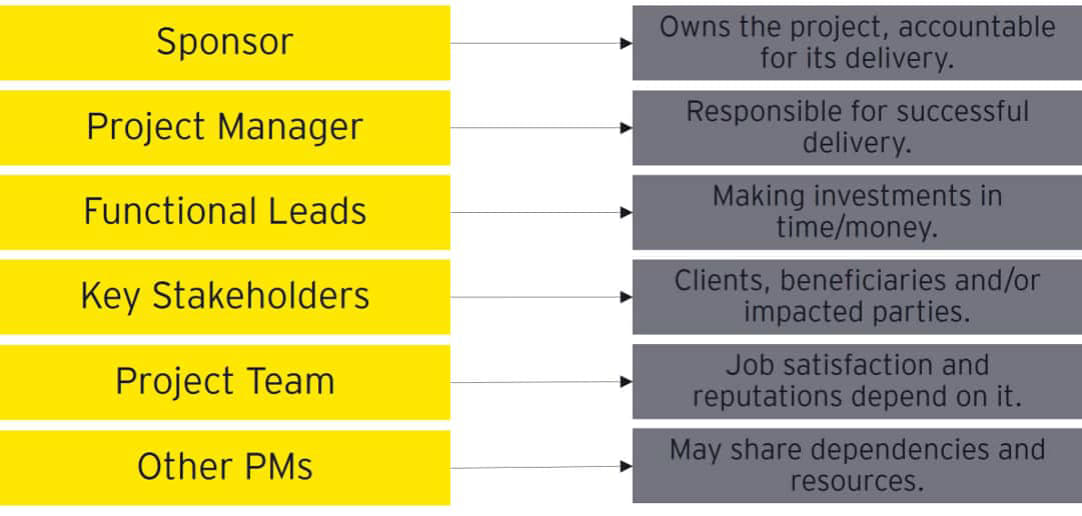 Sponsor
Owns the project, accountable
for its delivery.
Project Manager
Responsible for successful
delivery.
Functional Leads
Making investments in
time/money.
Key Stakeholders
Clients, beneficiaries and/or
impacted parties.
Project Team
Job satisfaction and
reputations depend on it.
Other PMs
May share dependencies and
resources.